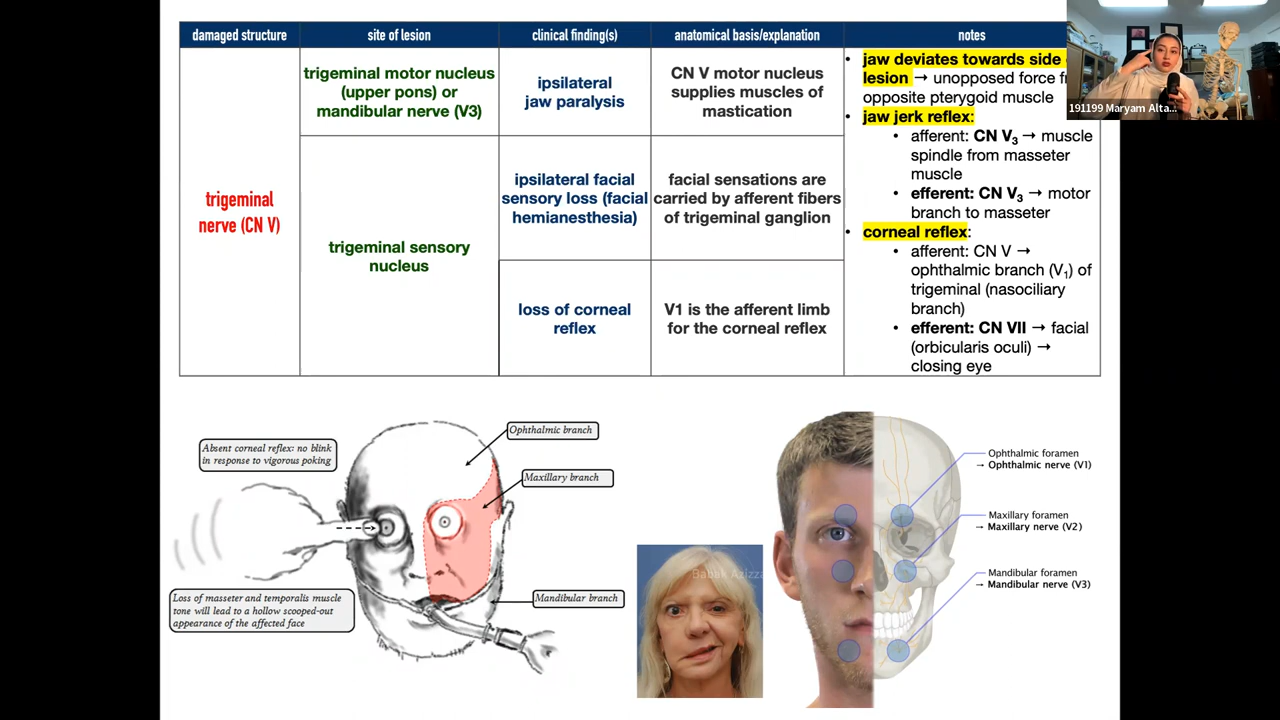 damaged structure
site of lesion
clinical finding(s)
anatomical basis/explanation
notes
trigeminal
nerve (CN V)
trigeminal motor nucleus
(upper pons) or
mandibular nerve (V3)
ipsilateral
jaw paralysis
CN V motor nucleus
supplies muscles of
mastication
trigeminal sensory
nucleus
ipsilateral facial
sensory loss (facial
hemianesthesia)
facial sensations are
carried by afferent fibers
of trigeminal ganglion
loss of corneal
reflex
V1 is the afferent limb
for the corneal reflex
• jaw deviates towards side
lesion → unopposed force
opposite pterygoid muscle
• jaw jerk reflex:
• afferent: CN V₃ → muscle
spindle from masseter
muscle
• efferent: CN V₃ → motor
branch to masseter
• corneal reflex:
• afferent: CN V →
ophthalmic branch (V₁) of
trigeminal (nasociliary
branch)
• efferent: CN VII → facial
(orbicularis oculi) →
closing eye
191199 Maryam Alta...
Absent corneal reflex: no blink
in response to vigorous poking
Ophthalmic branch
Maxillary branch
Mandibular branch
Loss of masseter and temporalis muscle
tone will lead to a hollow scooped-out
appearance of the affected face
Babak Azizza
Ophthalmic foramen
→ Ophthalmic nerve (V1)
Maxillary foramen
→ Maxillary nerve (V2)
Mandibular foramen
→ Mandibular nerve (V3)